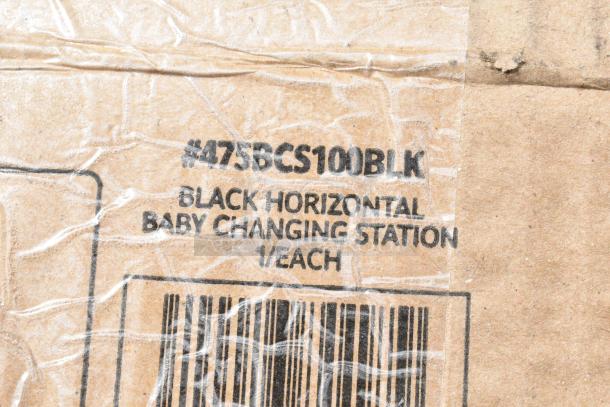 #475BCS100BLK
BLACK HORIZONTAL
BABY CHANGING STATION
1/EACH